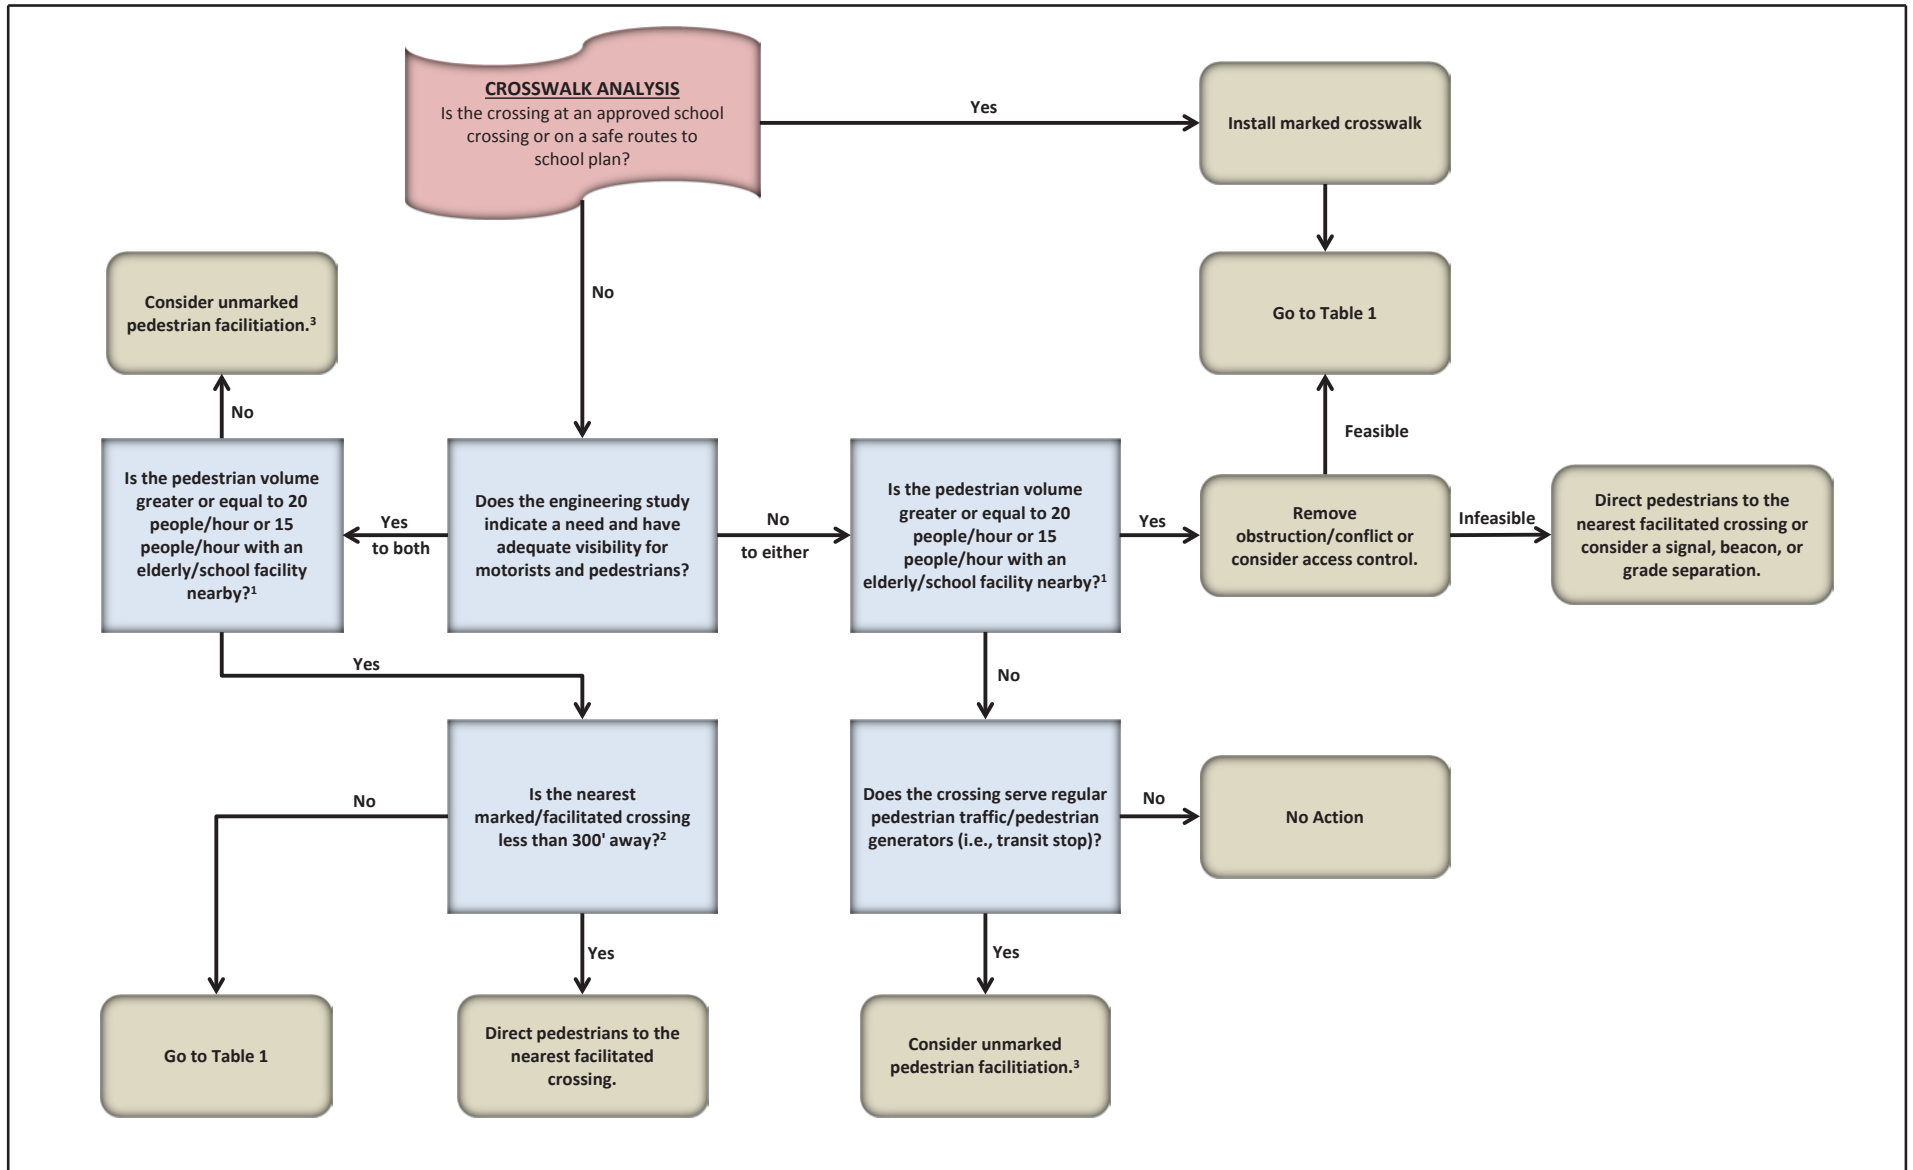 CROSSWALK ANALYSIS
Is the crossing at an approved school
crossing or on a safe routes to
school plan?
Yes
Install marked crosswalk
No
Go to Table 1
Consider unmarked
pedestrian facilitiation.³
No
Feasible
Is the pedestrian volume
greater or equal to 20
people/hour or 15
people/hour with an
elderly/school facility
nearby?¹
Yes
to both
Does the engineering study
indicate a need and have
adequate visibility for
motorists and pedestrians?
No
to either
Is the pedestrian volume
greater or equal to 20
people/hour or 15
people/hour with an
elderly/school facility nearby?¹
Yes
Remove
obstruction/conflict or
consider access control.
Infeasible
Direct pedestrians to the
nearest facilitated crossing or
consider a signal, beacon, or
grade separation.
Yes
No
No
Is the nearest
marked/facilitated crossing
less than 300' away?²
Does the crossing serve regular
pedestrian traffic/pedestrian
generators (i.e., transit stop)?
No
No Action
Yes
Yes
Go to Table 1
Direct pedestrians to the
nearest facilitated
crossing.
Consider unmarked
pedestrian facilitiation.³